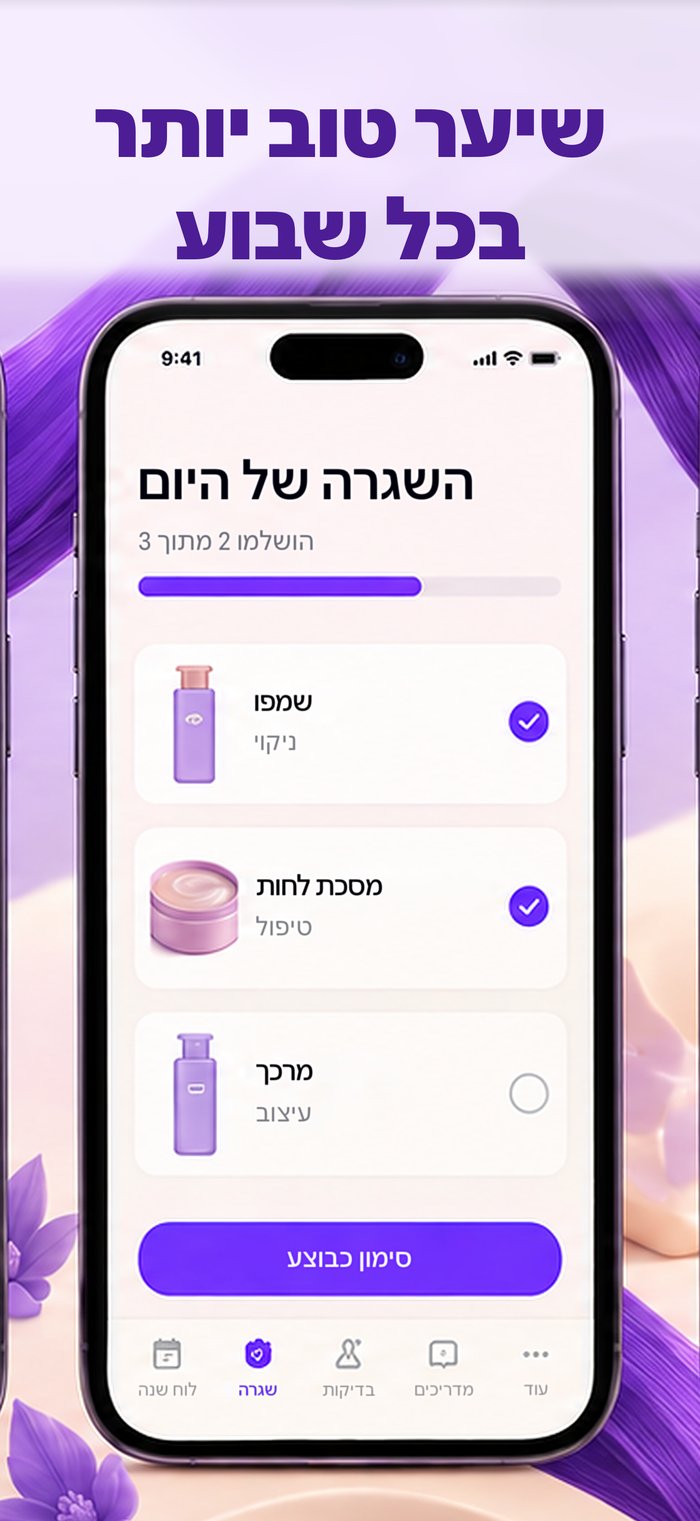 שיער טוב יותר
בכל שבוע
9:41
השגרה של היום
הושלמו 2 מתוך 3
שמפו
ניקוי
מסכת לחות
טיפול
מרכך
עיצוב
סימון כבוצע
לוח שנה
שגרה
בדיקות
מדריכים
עוד